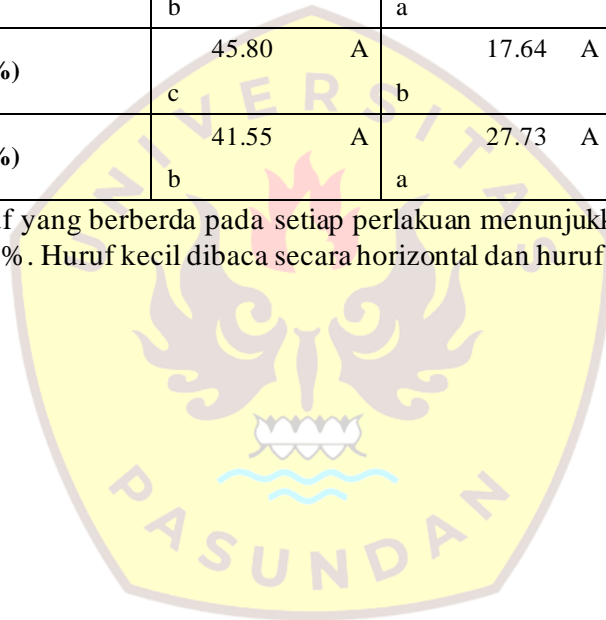 b a
45.80 A 17.64 A
%)
c b
41.55 A 27.73 A
%)
b a
f yang berberda pada setiap perlakuan menunjukk
%. Huruf kecil dibaca secara horizontal dan huruf
UNIVERSITAS
PASUNDAN